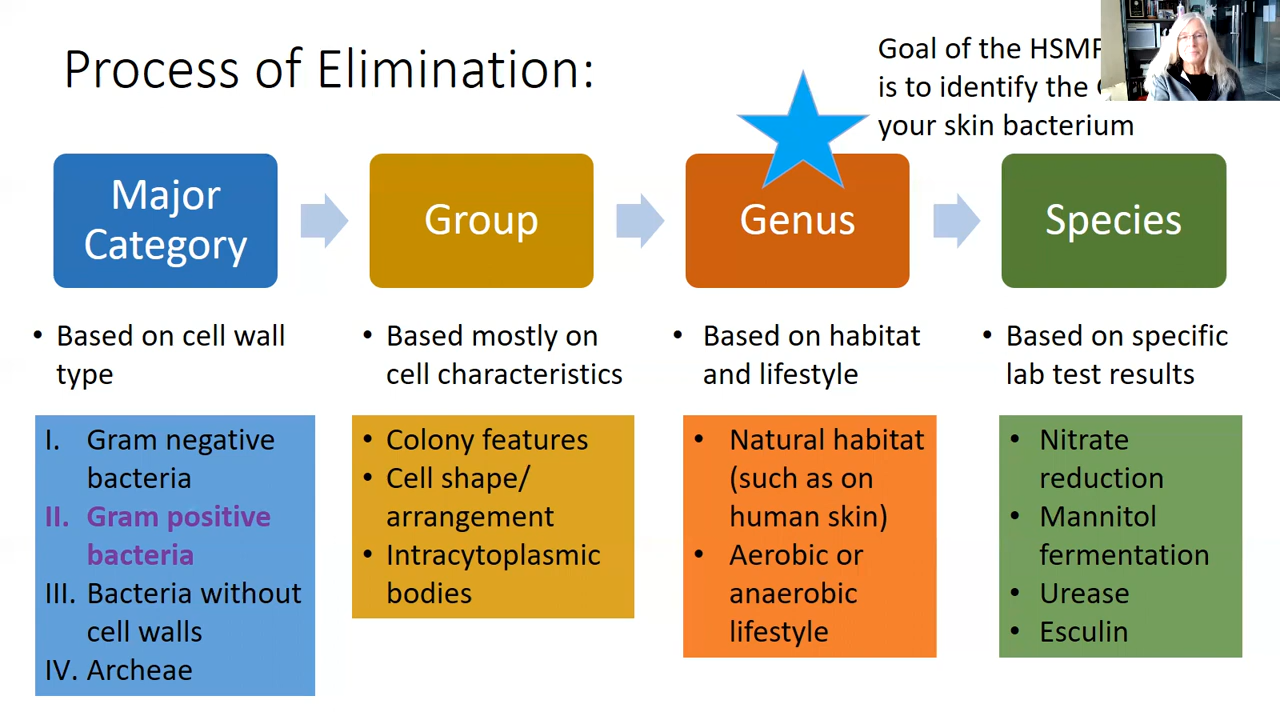 Process of Elimination:
Goal of the HSMP
is to identify the
your skin bacterium
Major
Category
Group
Genus
Species
• Based on cell wall
type
• Based mostly on
cell characteristics
• Based on habitat
and lifestyle
• Based on specific
lab test results
I. Gram negative
bacteria
II. Gram positive
bacteria
III. Bacteria without
cell walls
IV. Archeae
• Colony features
• Cell shape/
arrangement
• Intracytoplasmic
bodies
• Natural habitat
(such as on
human skin)
• Aerobic or
anaerobic
lifestyle
• Nitrate
reduction
• Mannitol
fermentation
• Urease
• Esculin